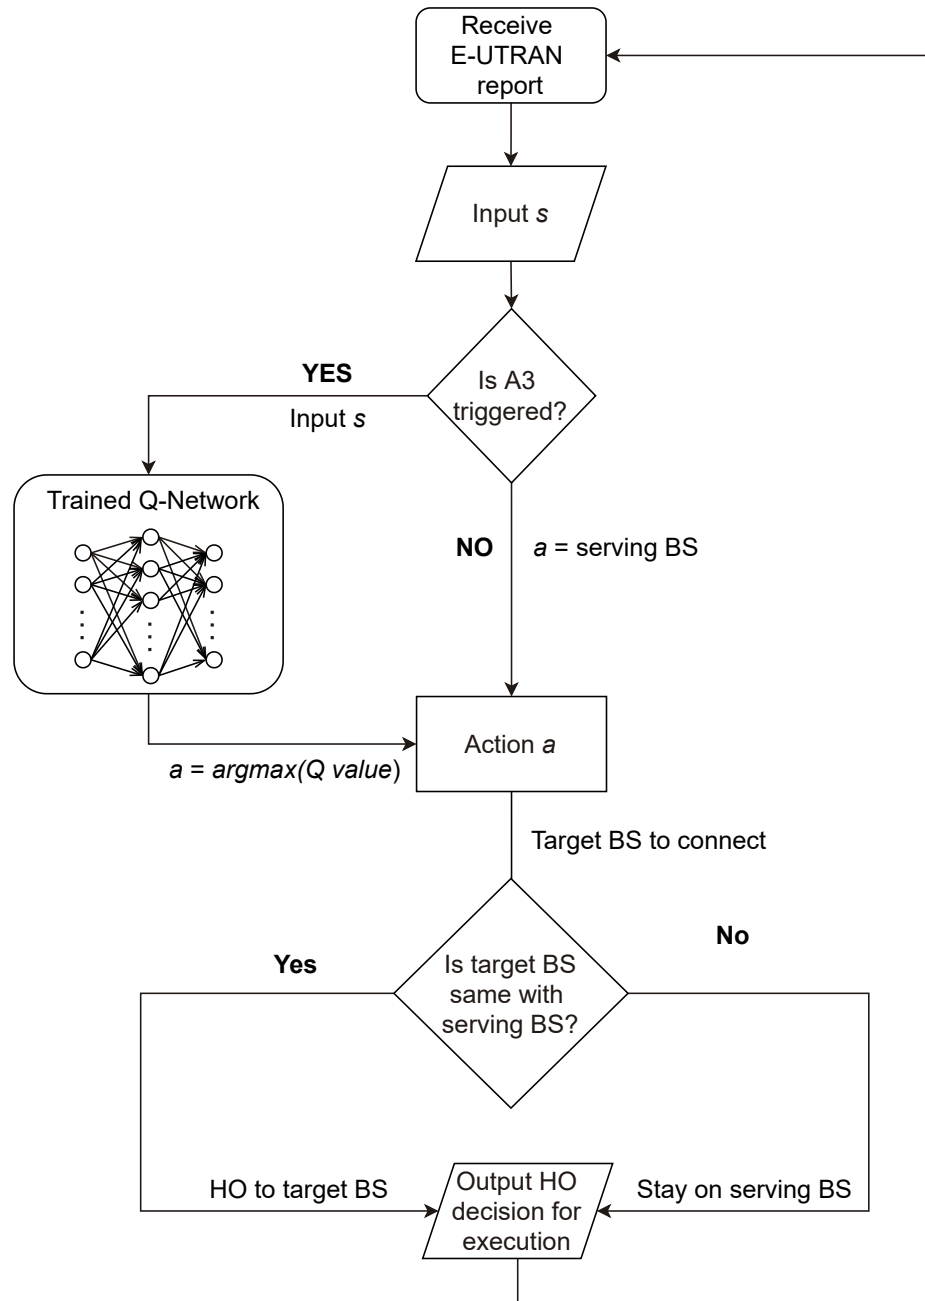 Receive
E-UTRAN
report
Input s
Is A3
triggered?
YES
Input s
Trained Q-Network
NO
a = serving BS
Action a
a = argmax(Q value)
Target BS to connect
Is target BS
same with
serving BS?
Yes
No
HO to target BS
Output HO
decision for
execution
Stay on serving BS